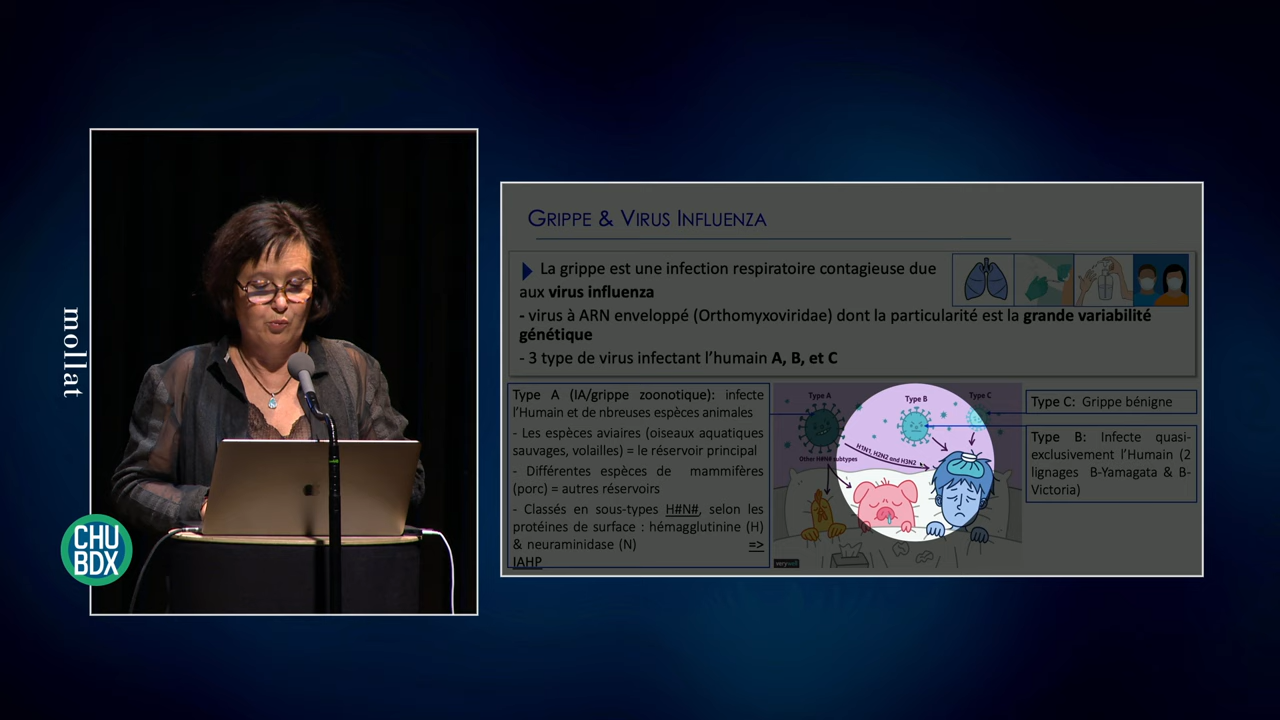 mollat
CHU
BDX
GRIPPE & VIRUS INFLUENZA
La grippe est une infection respiratoire contagieuse due
aux virus influenza
- virus à ARN enveloppé (Orthomyxoviridae) dont la particularité est la grande variabilité
génétique
- 3 type de virus infectant l’humain A, B, et C
Type A (IA/grippe zoonotique): infecte
l’Humain et de nbreuses espèces animales
- Les espèces aviaires (oiseaux aquatiques
sauvages, volailles) = le réservoir principal
- Différentes espèces de mammifères
(porc) = autres réservoirs
- Classés en sous-types H#N#, selon les
protéines de surface : hémagglutinine (H)
& neuraminidase (N) =>
IAHP
Type A
Type B
Type C
H1N1, H2N2 and H3N2
Other H#N# subtypes
verywell
Type C: Grippe bénigne
Type B: Infecte quasi-
exclusivement l’Humain (2
lignages B-Yamagata & B-
Victoria)